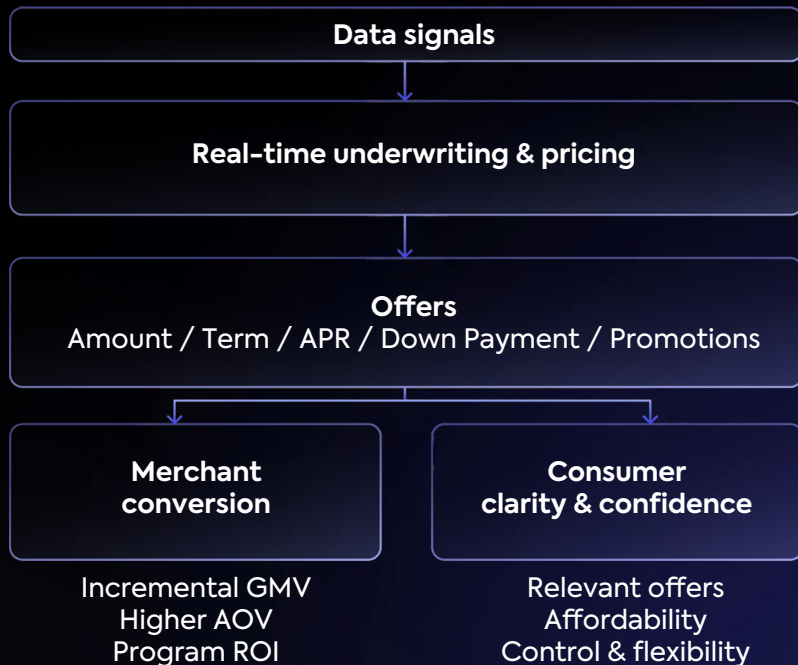 Data signals
Real-time underwriting & pricing
Offers
Amount / Term / APR / Down Payment / Promotions
Merchant
conversion
Incremental GMV
Higher AOV
Program ROI
Consumer
clarity & confidence
Relevant offers
Affordability
Control & flexibility